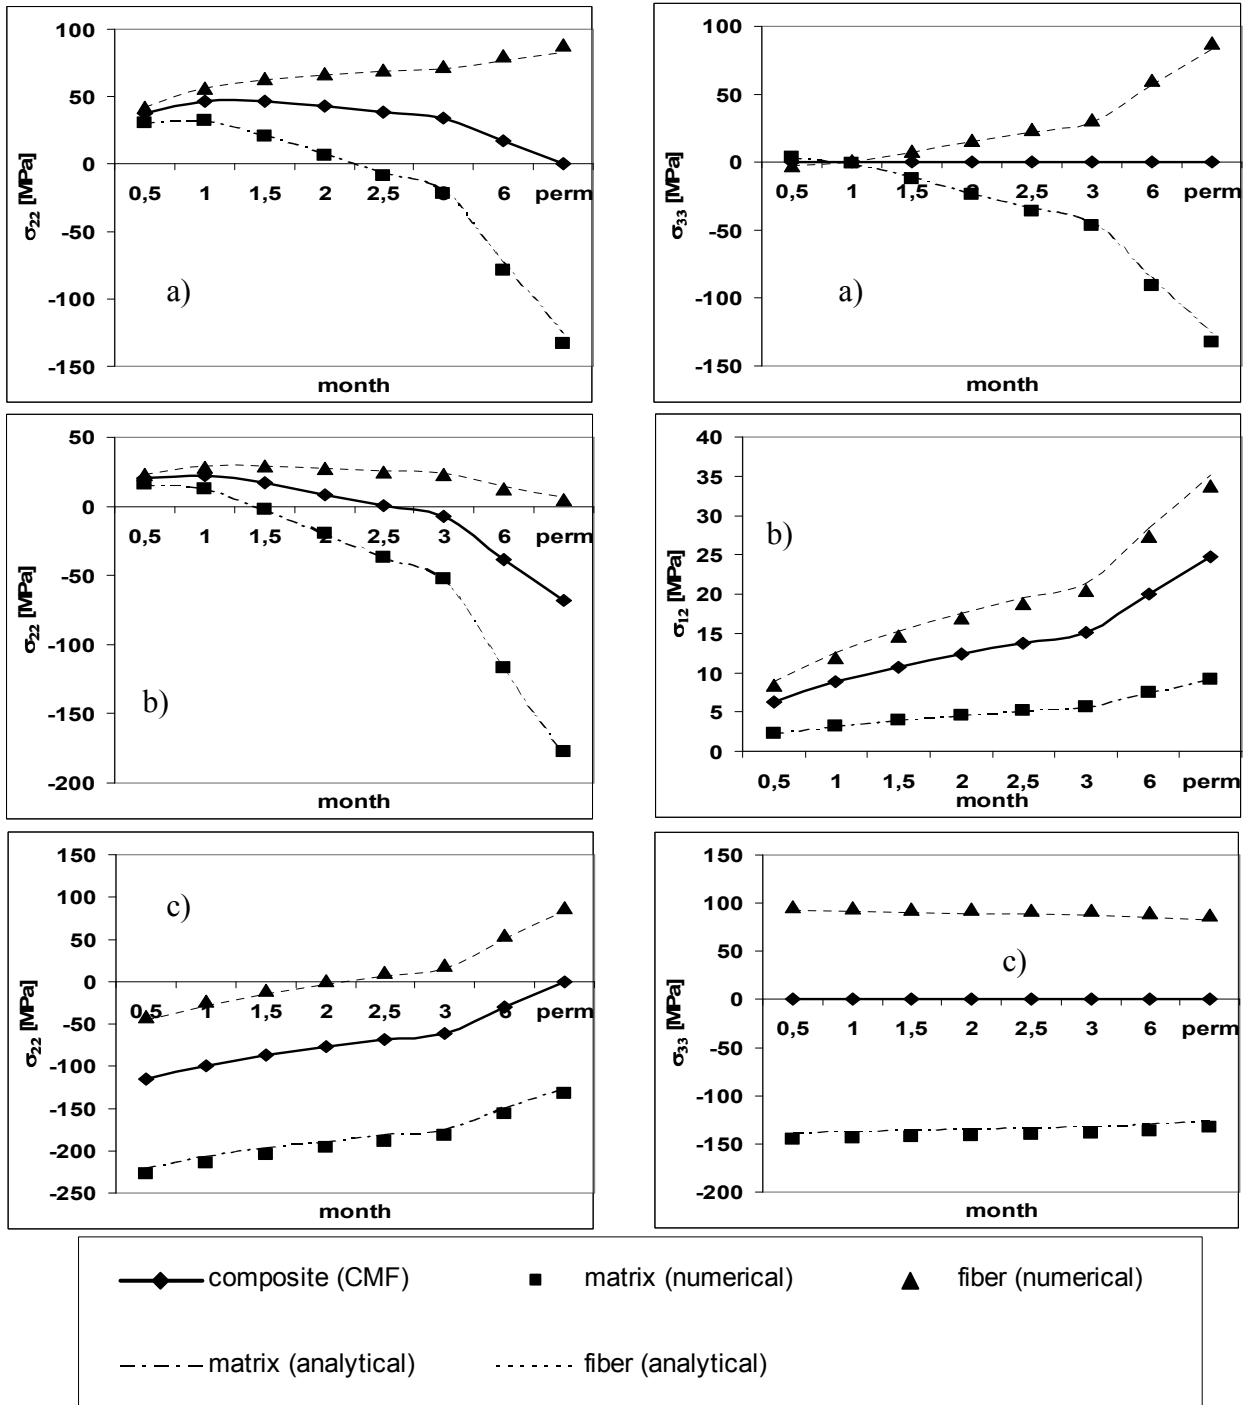 100
50
0
-50
-100
-150
0,5 1 1,5 2 2,5 3 6 perm
σ22 [MPa]
a)
month
100
50
0
-50
-100
-150
0,5 1 1,5 2 2,5 3 6 perm
σ33 [MPa]
a)
month
50
0
-50
-100
-150
-200
0,5 1 1,5 2 2,5 3 6 perm
σ22 [MPa]
b)
month
40
35
30
25
20
15
10
5
0
0,5 1 1,5 2 2,5 3 6 perm
σ12 [MPa]
b)
month
150
100
50
0
-50
-100
-150
-200
-250
0,5 1 1,5 2 2,5 3 6 perm
σ22 [MPa]
c)
month
150
100
50
0
-50
-100
-150
-200
0,5 1 1,5 2 2,5 3 6 perm
σ33 [MPa]
c)
month
composite (CMF) matrix (numerical) fiber (numerical)
matrix (analytical) fiber (analytical)